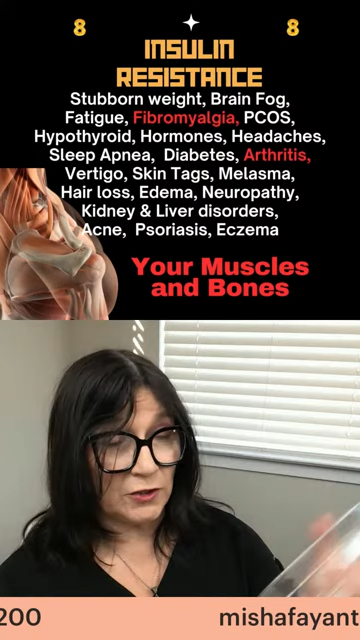 8 8
INSULIN
RESISTANCE
Stubborn weight, Brain Fog,
Fatigue, Fibromyalgia, PCOS,
Hypothyroid, Hormones, Headaches,
Sleep Apnea, Diabetes, Arthritis,
Vertigo, Skin Tags, Melasma,
Hair loss, Edema, Neuropathy,
Kidney & Liver disorders,
Acne, Psoriasis, Eczema
Your Muscles
and Bones
200 mishafayant